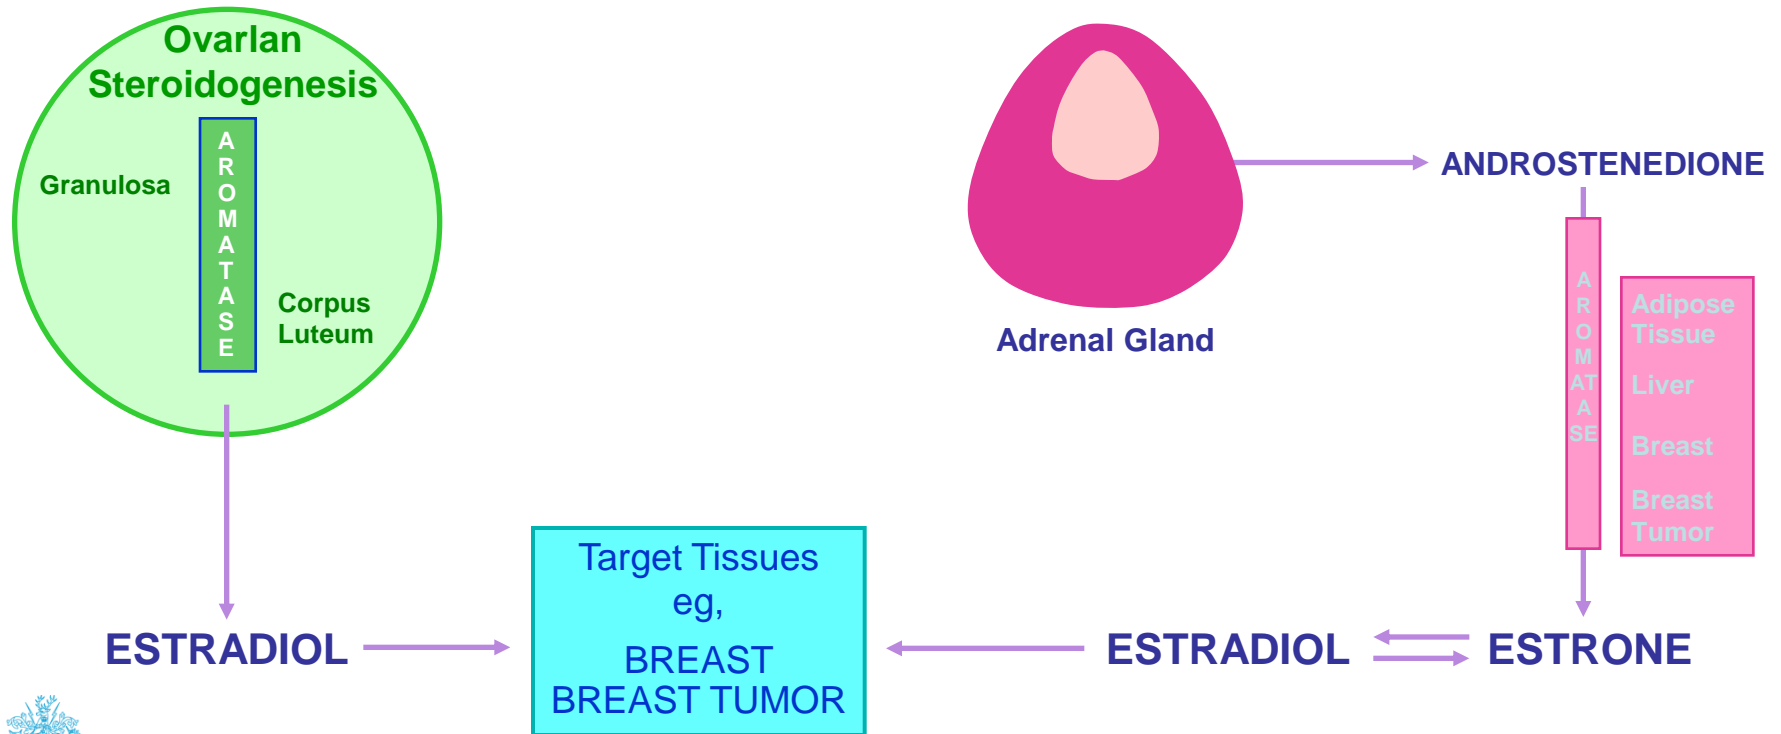 Ovarlan
Steroidogenesis
AROMATASE
Granulosa
Corpus
Luteum
ESTRADIOL
Target Tissues
eg,
BREAST
BREAST TUMOR
Adrenal Gland
ANDROSTENEDIONE
AROMATASE
Adipose
Tissue
Liver
Breast
Breast
Tumor
ESTRADIOL
ESTRONE